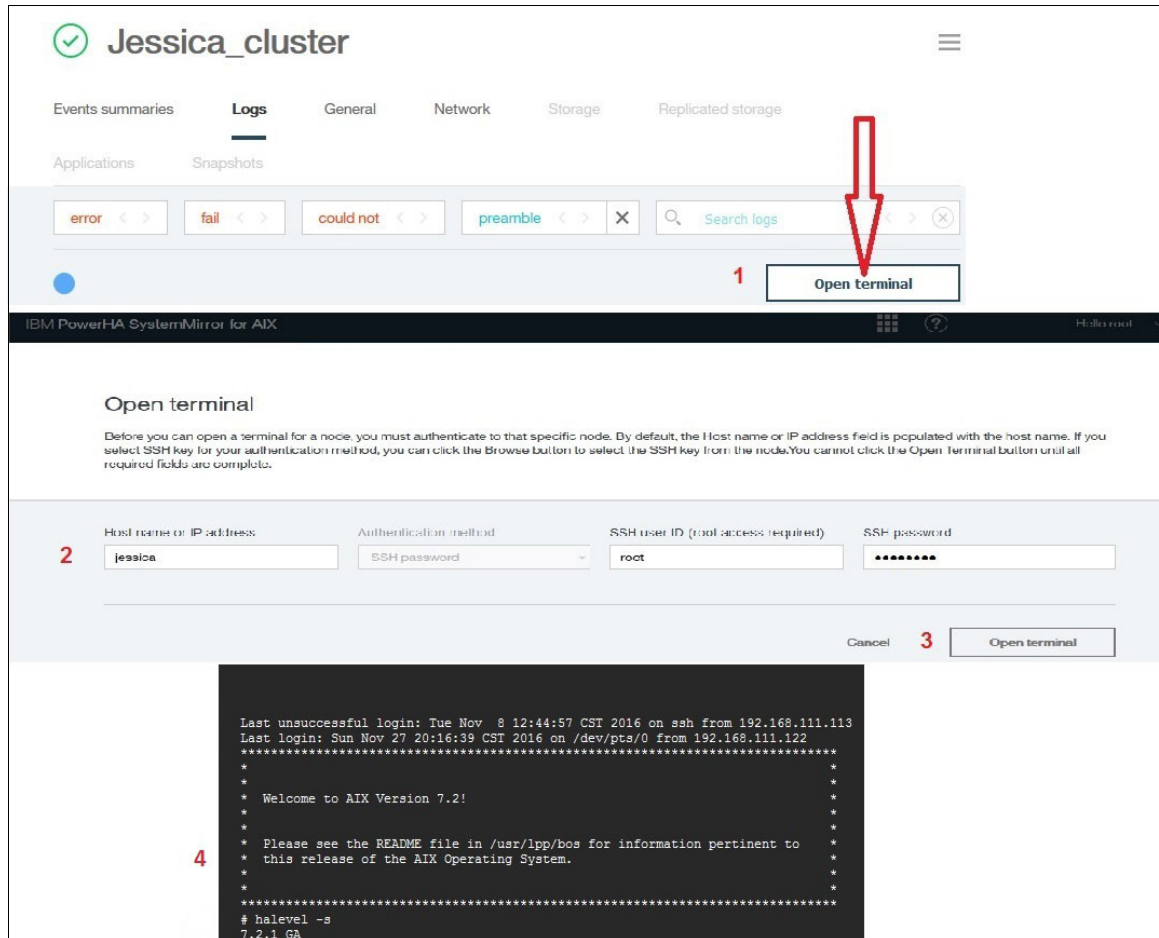 Jessica_cluster
Events summaries Logs General Network Storage Replicated storage
Applications Snapshots
error < > fail < > could not < > preamble < > X Search logs < > X
1 Open terminal
IBM PowerHA SystemMirror for AIX ? Hello root
Open terminal
Before you can open a terminal for a node, you must authenticate to that specific node. By default, the Host name or IP address field is populated with the host name. If you
select SSH key for your authentication method, you can click the Browse button to select the SSH key from the node.You cannot click the Open Terminal button until all
required fields are complete.
Host name or IP address Authentication method SSH user ID (root access required) SSH password
2 jessica SSH password root ••••••••
Cancel 3 Open terminal
Last unsuccessful login: Tue Nov  8 12:44:57 CST 2016 on ssh from 192.168.111.113
Last login: Sun Nov 27 20:16:39 CST 2016 on /dev/pts/0 from 192.168.111.122
*******************************************************************************
* *
* *
* Welcome to AIX Version 7.2! *
* *
* *
* Please see the README file in /usr/lpp/bos for information pertinent to *
4 * this release of the AIX Operating System. *
* *
* *
*******************************************************************************
# halevel -s
7.2.1 GA